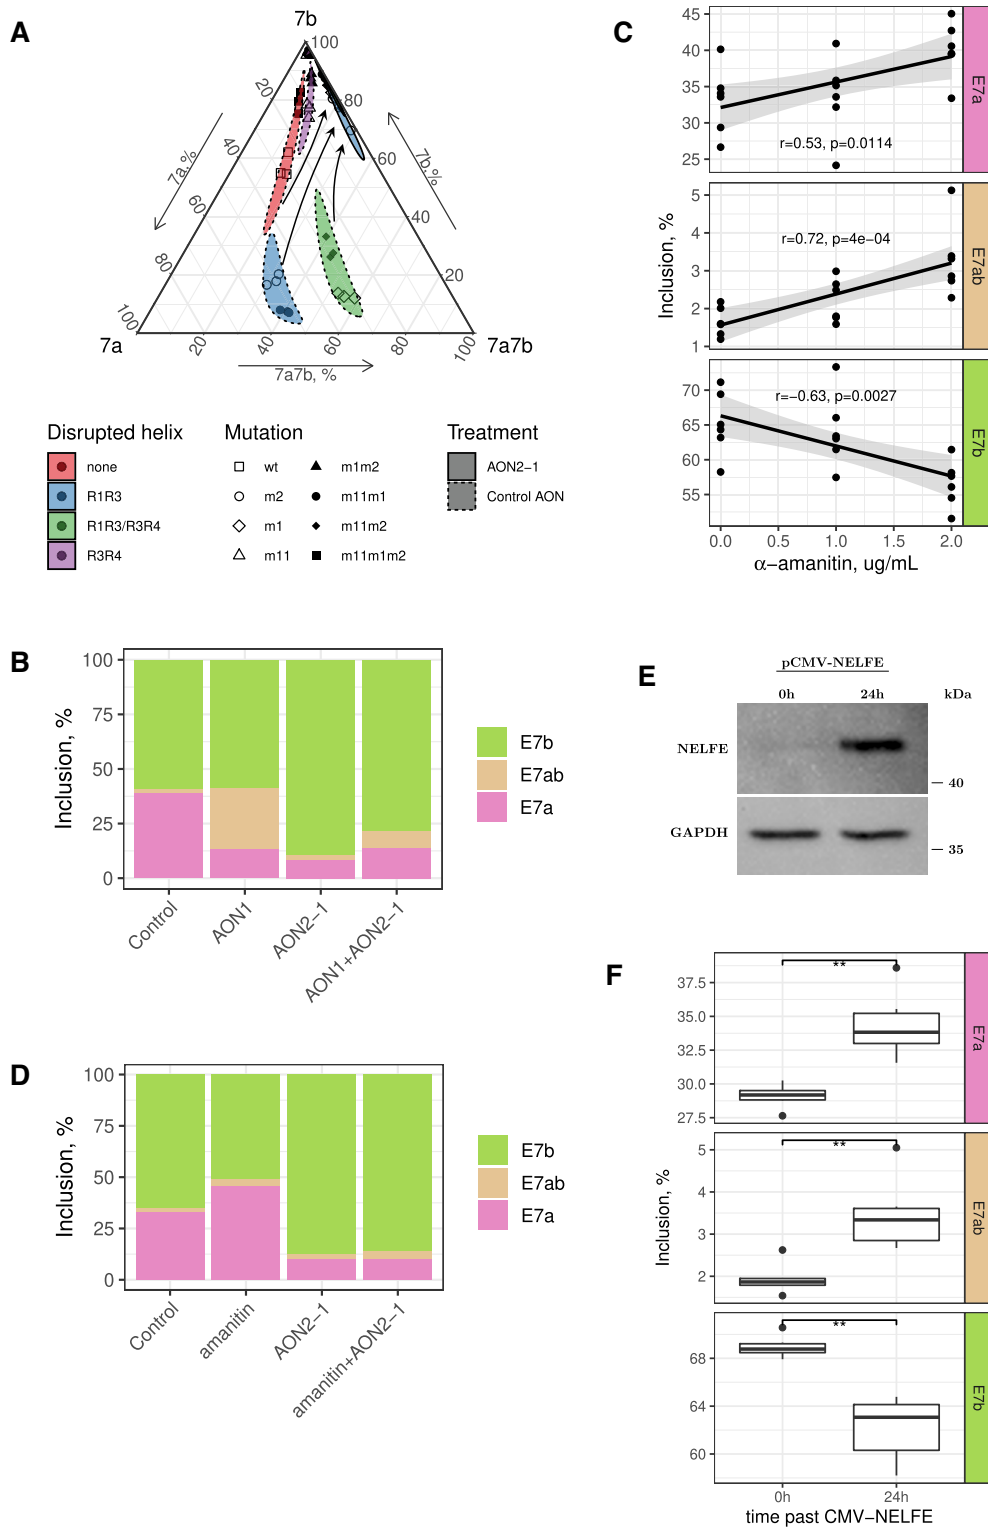 A
7b
100
80
60
40
20
20
40
60
80
100
7a,%
7b,%
7a
7a7b
20
40
60
80
100
7a7b, %
Disrupted helix
none
R1R3
R1R3/R3R4
R3R4
Mutation
wt
m2
m1
m11
m1m2
m11m1
m11m2
m11m1m2
Treatment
AON2−1
Control AON
C
Inclusion, %
45
40
35
30
25
r=0.53, p=0.0114
E7a
5
4
3
2
1
r=0.72, p=4e−04
E7ab
70
65
60
55
r=−0.63, p=0.0027
E7b
0.0
0.5
1.0
1.5
2.0
α−amanitin, ug/mL
B
Inclusion, %
100
75
50
25
0
Control
AON1
AON2−1
AON1+AON2−1
E7b
E7ab
E7a
E
pCMV-NELFE
0h
24h
kDa
NELFE
40
GAPDH
35
D
Inclusion, %
100
75
50
25
0
Control
amanitin
AON2−1
amanitin+AON2−1
E7b
E7ab
E7a
F
Inclusion, %
37.5
35.0
32.5
30.0
27.5
**
E7a
5
4
3
2
**
E7ab
68
64
60
**
E7b
0h
24h
time past CMV−NELFE